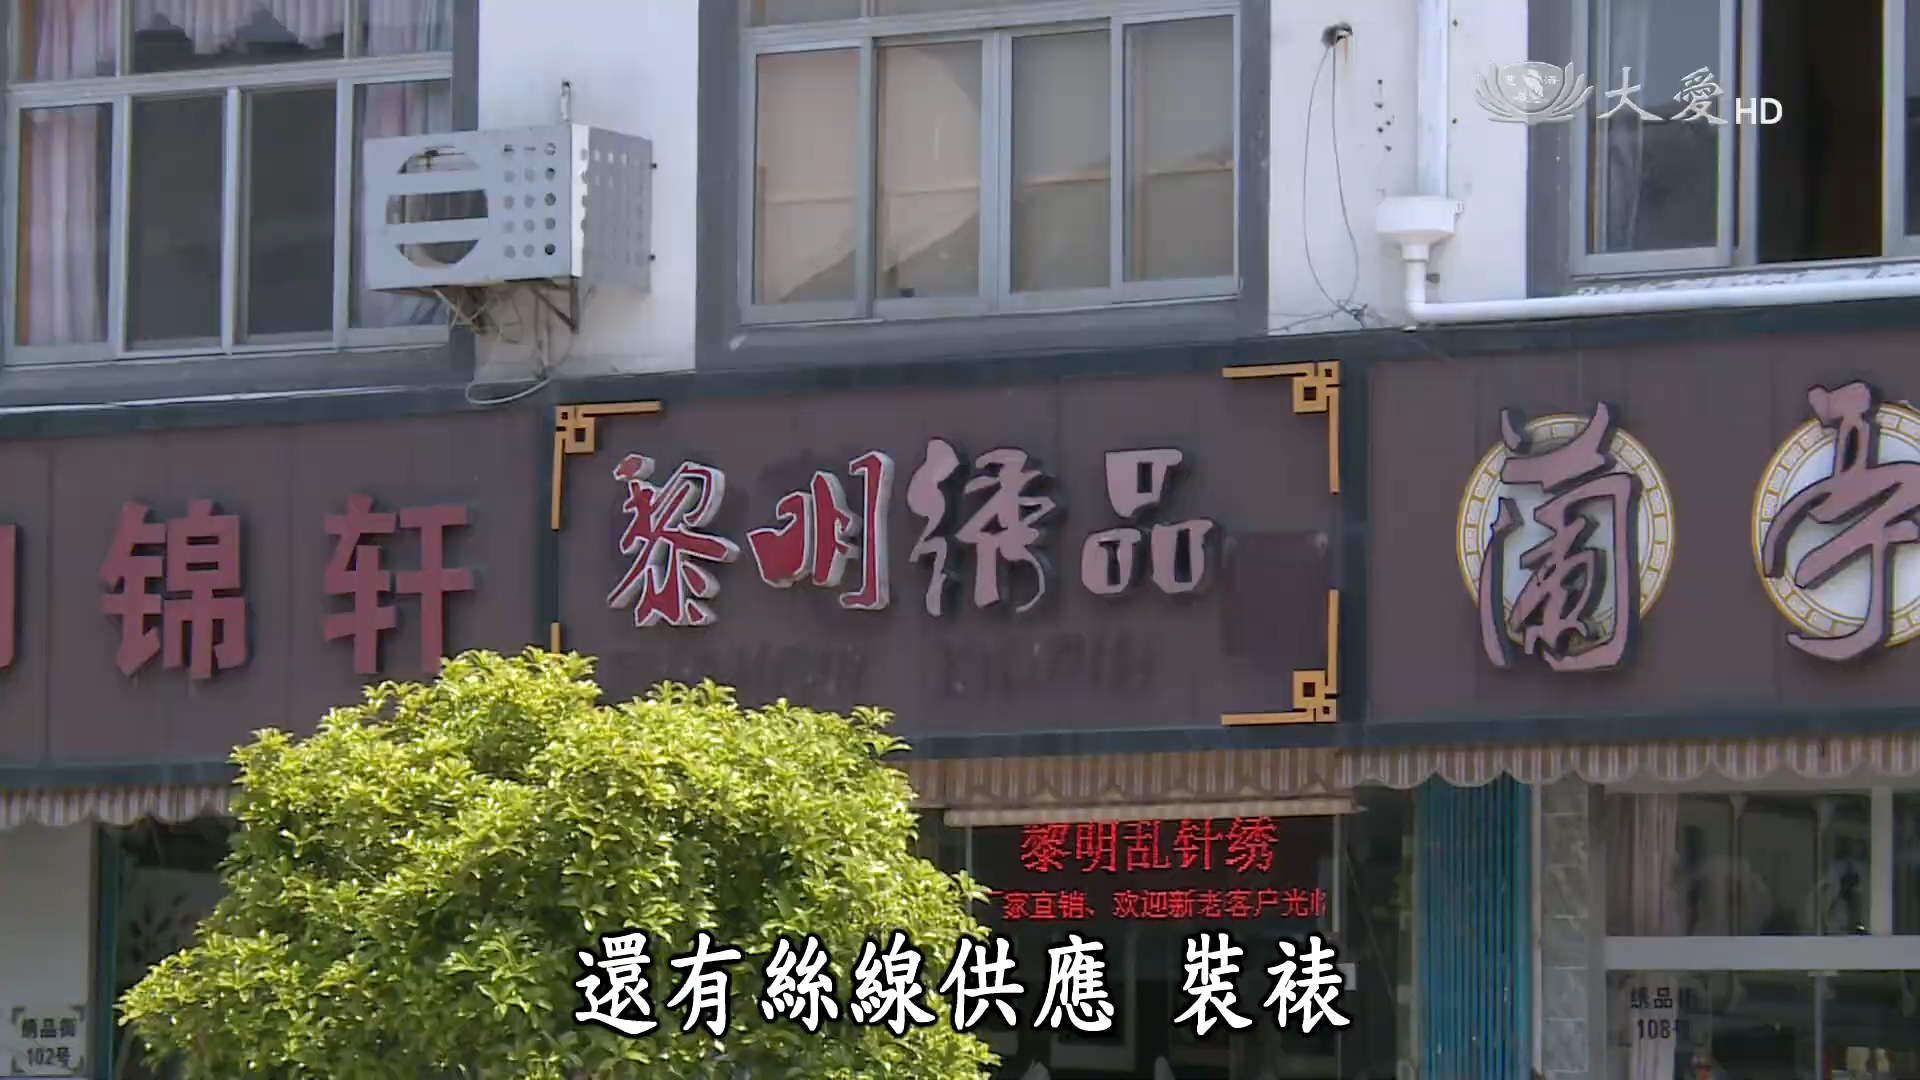 大愛HD
锦轩
黎明绣品
蘭亭
黎明乱针绣
厂家直销、欢迎新老客户光临
還有絲線供應 裝裱
绣品街
102号
绣品街
108号